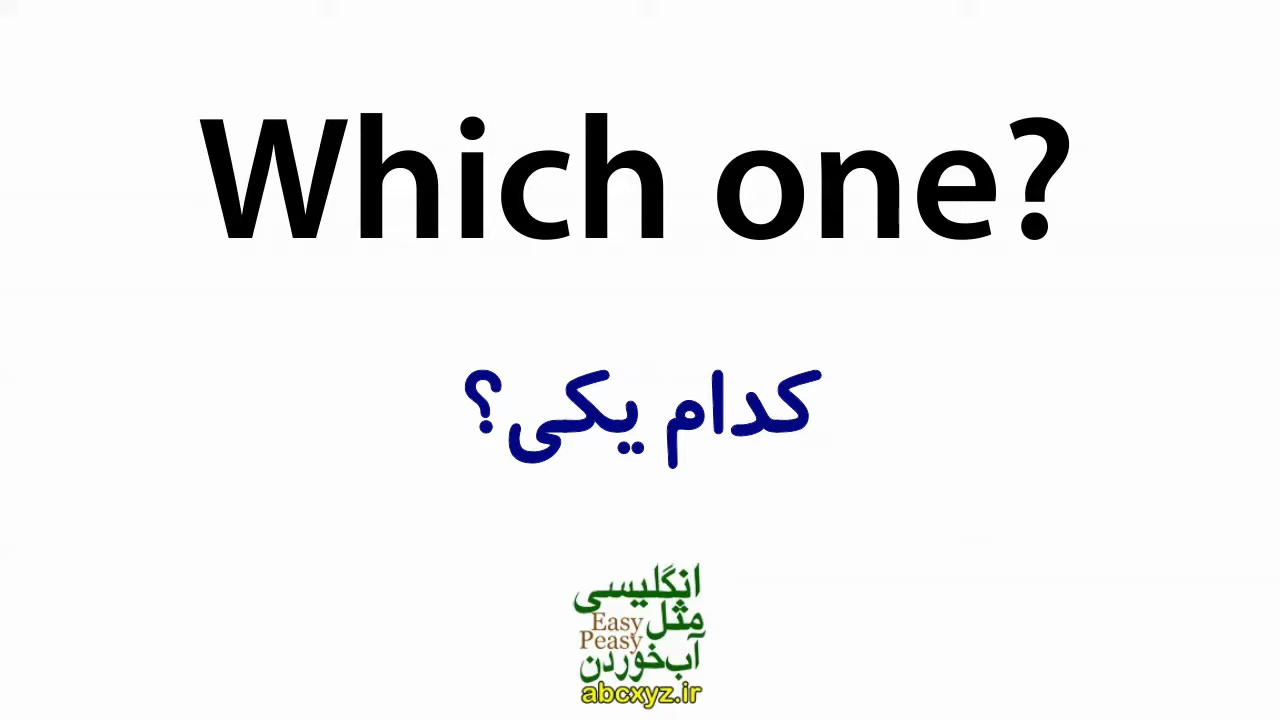 Which one?
کدام یکی؟
انگلیسی
مثل Easy
Peasy
آب‌خوردن
abcxyz.ir